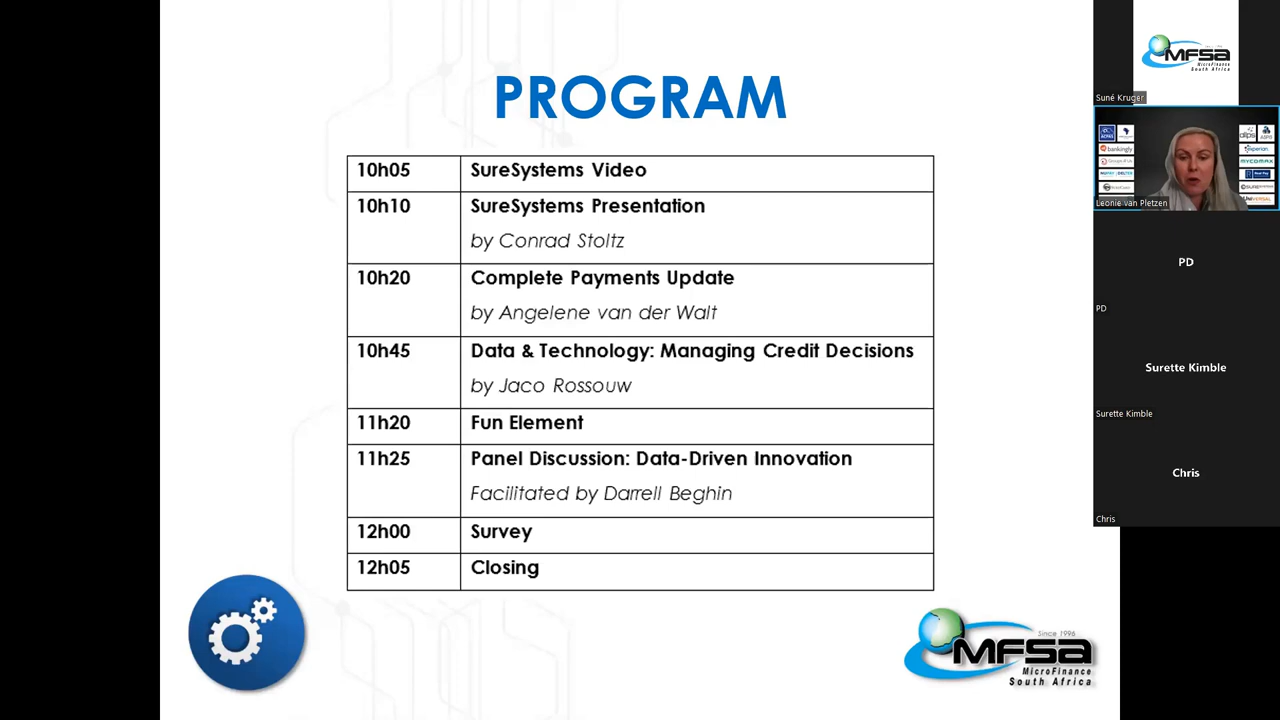 PROGRAM
10h05 SureSystems Video
10h10 SureSystems Presentation
by Conrad Stoltz
10h20 Complete Payments Update
by Angelene van der Walt
10h45 Data & Technology: Managing Credit Decisions
by Jaco Rossouw
11h20 Fun Element
11h25 Panel Discussion: Data-Driven Innovation
Facilitated by Darrell Beghin
12h00 Survey
12h05 Closing
Since 1996
MFSA
MicroFinance
South Africa
MFSA
MicroFinance
South Africa
Suné Kruger
bankingly
experian
MYCOMAX
Leonie van Pletzen
PD
PD
Surette Kimble
Surette Kimble
Chris
Chris